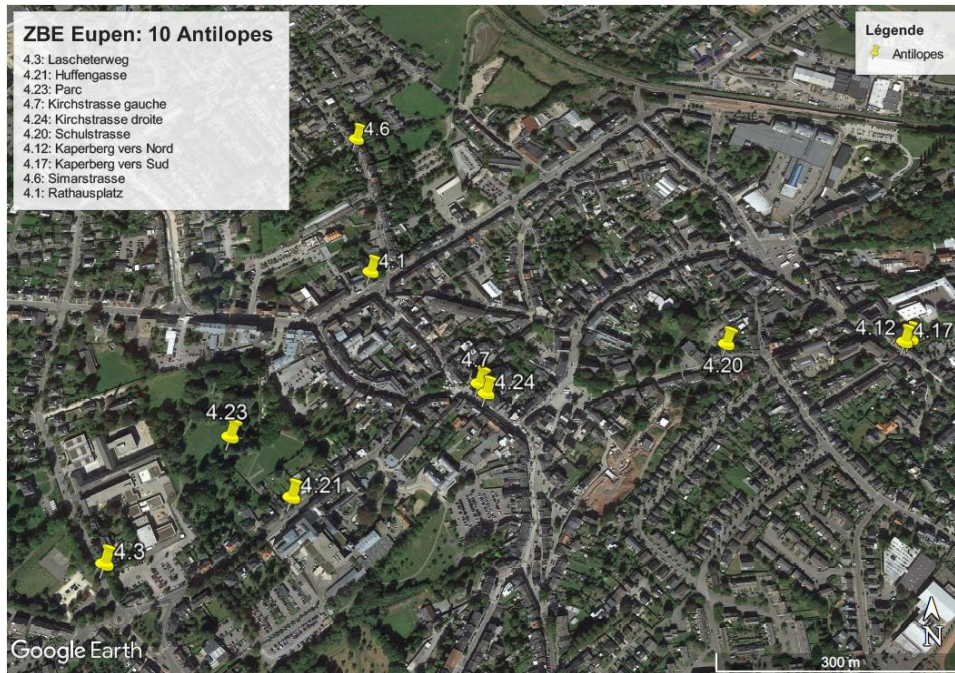 ZBE Eupen: 10 Antilopes
4.3: Lascheterweg
4.21: Huffengasse
4.23: Parc
4.7: Kirchstrasse gauche
4.24: Kirchstrasse droite
4.20: Schulstrasse
4.12: Kaperberg vers Nord
4.17: Kaperberg vers Sud
4.6: Simarstrasse
4.1: Rathausplatz
Légende
Antilopes
4.6
4.1
4.12
4.17
4.7
4.20
4.24
4.23
4.21
4.3
N
Google Earth
300 m